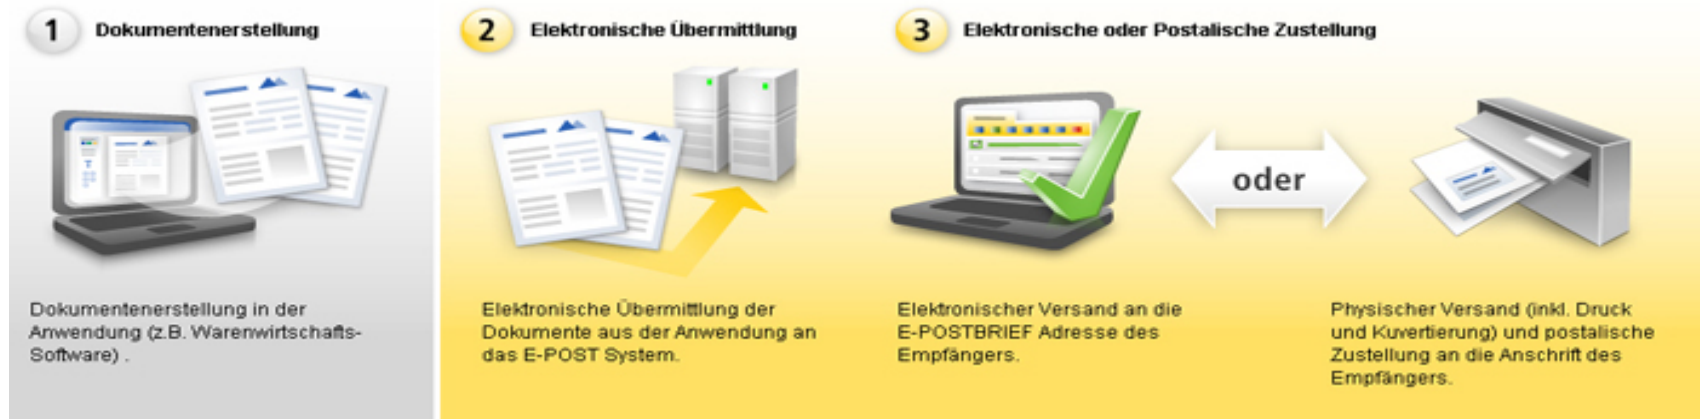 1 Dokumentenerstellung
2 Elektronische Übermittlung
3 Elektronische oder Postalische Zustellung
oder
Dokumentenerstellung in der
Anwendung (z.B. Warenwirtschafts-
Software) .
Elektronische Übermittlung der
Dokumente aus der Anwendung an
das E-POST System.
Elektronischer Versand an die
E-POSTBRIEF Adresse des
Empfängers.
Physischer Versand (inkl. Druck
und Kuvertierung) und postalische
Zustellung an die Anschrift des
Empfängers.